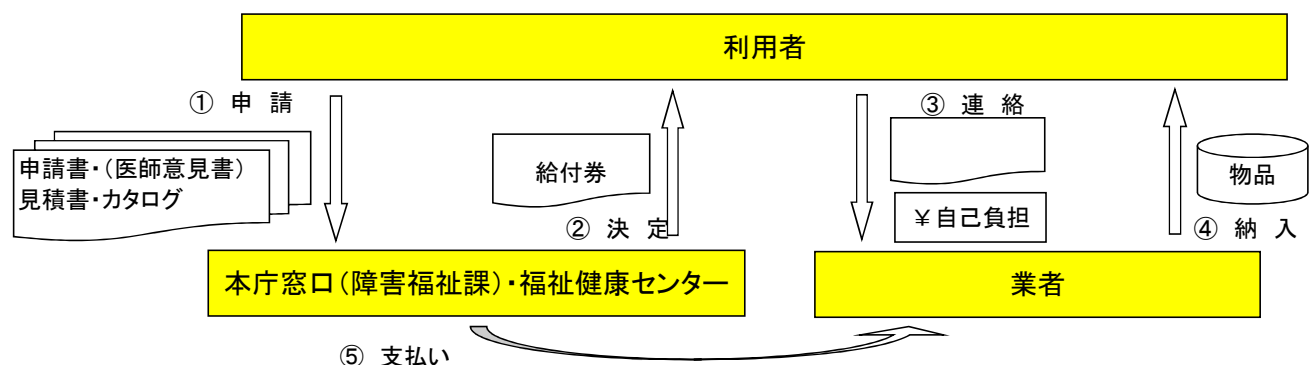 利用者
① 申 請
③ 連 絡
申請書・（医師意見書）
見積書・カタログ
給付券
物品
￥自己負担
② 決 定
④ 納 入
本庁窓口（障害福祉課）・福祉健康センター
業者
⑤ 支払い